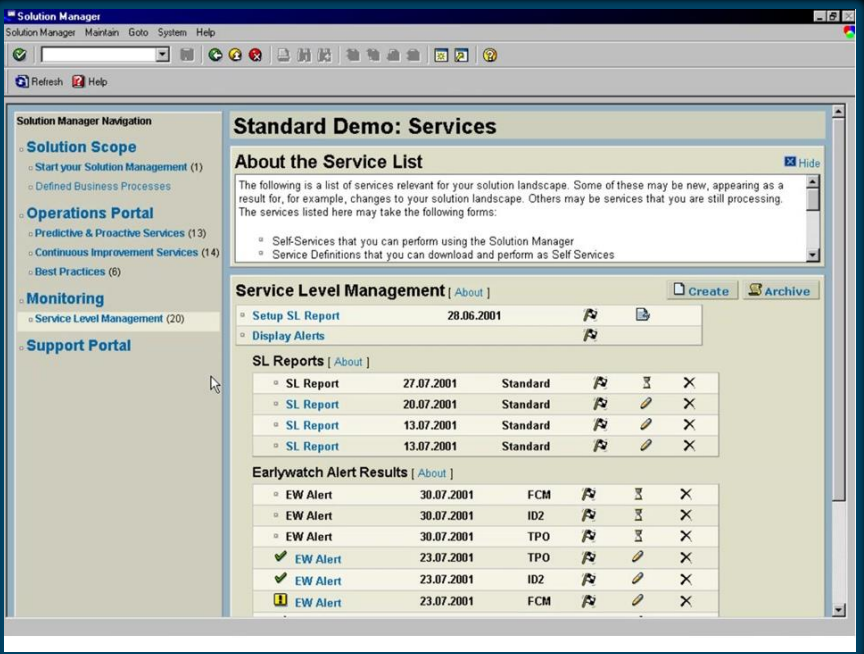 Solution Manager
Solution Manager Maintain Goto System Help
Refresh Help
Solution Manager Navigation
Solution Scope
Start your Solution Management (1)
Defined Business Processes
Operations Portal
Predictive & Proactive Services (13)
Continuous Improvement Services (14)
Best Practices (6)
Monitoring
Service Level Management (20)
Support Portal
Standard Demo: Services
About the Service List
Hide
The following is a list of services relevant for your solution landscape. Some of these may be new, appearing as a
result for, for example, changes to your solution landscape. Others may be services that you are still processing.
The services listed here may take the following forms:
Self-Services that you can perform using the Solution Manager
Service Definitions that you can download and perform as Self Services
Service Level Management [ About ]
Create Archive
Setup SL Report 28.06.2001
Display Alerts
SL Reports [ About ]
SL Report 27.07.2001 Standard
SL Report 20.07.2001 Standard
SL Report 13.07.2001 Standard
SL Report 13.07.2001 Standard
Earlywatch Alert Results [ About ]
EW Alert 30.07.2001 FCM
EW Alert 30.07.2001 ID2
EW Alert 30.07.2001 TPO
EW Alert 23.07.2001 TPO
EW Alert 23.07.2001 ID2
EW Alert 23.07.2001 FCM